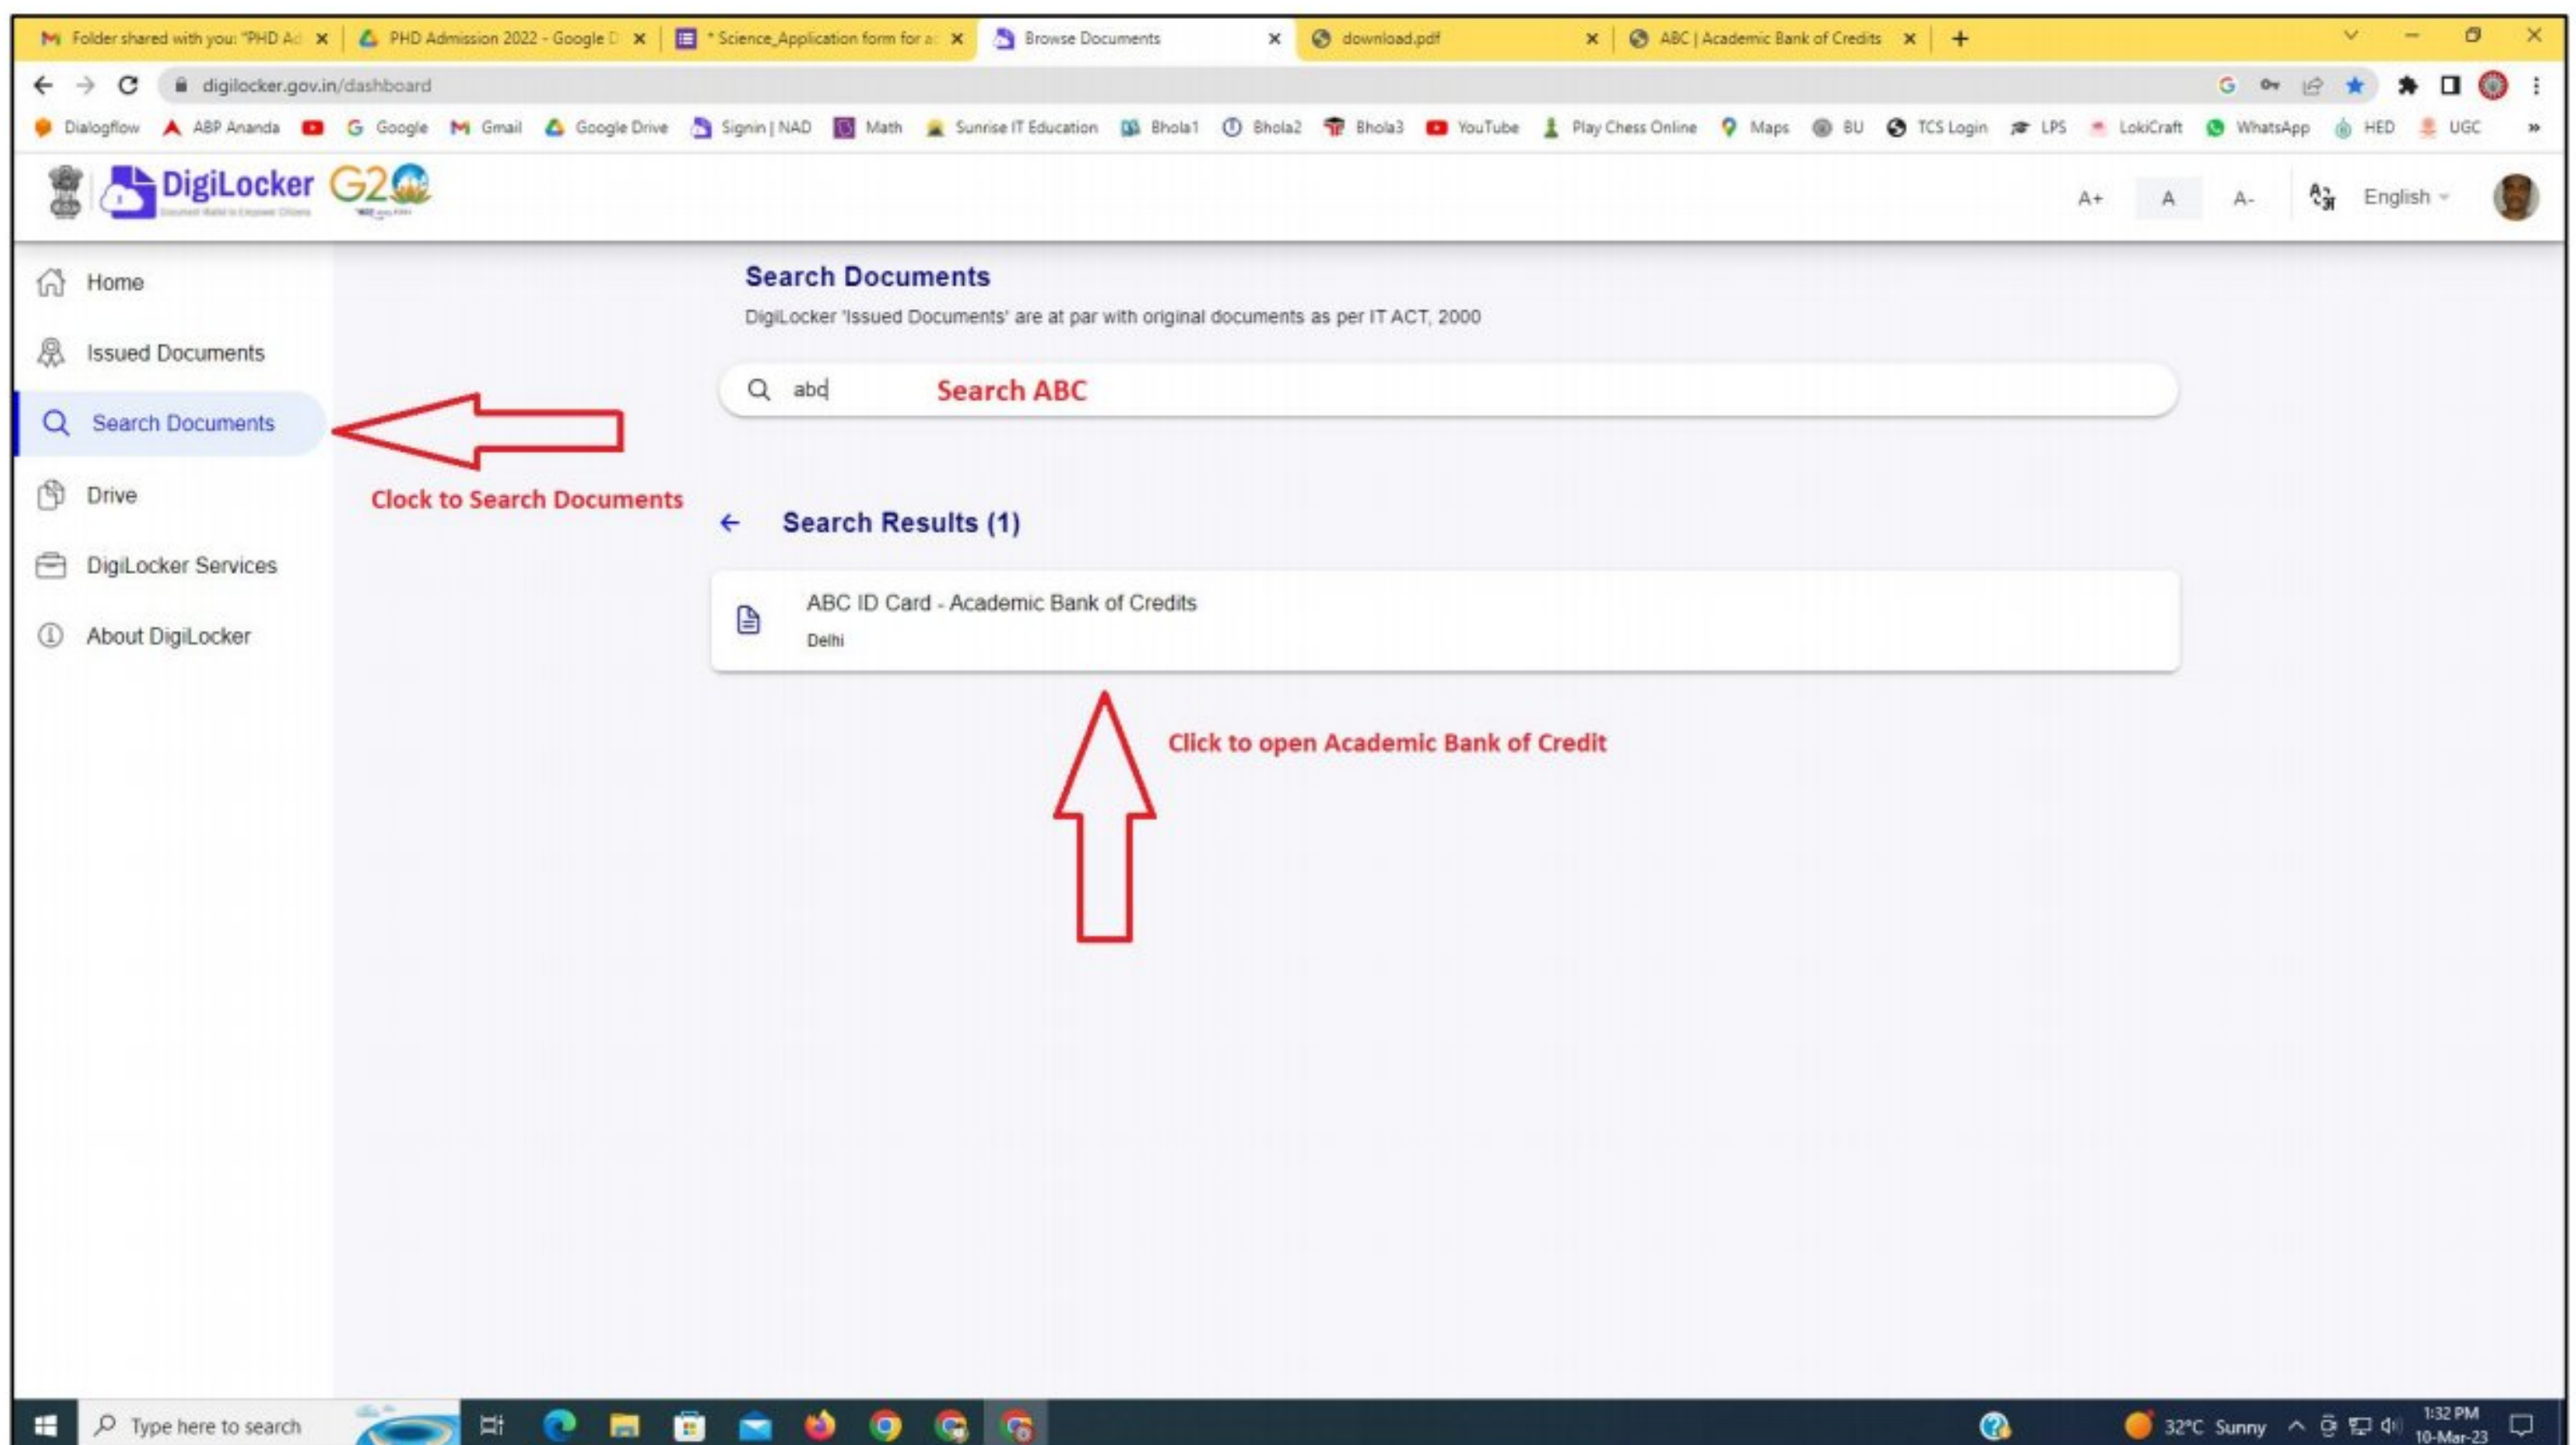 Folder shared with you: "PHD Ad
PHD Admission 2022 - Google D
* Science_Application form for a
Browse Documents
download.pdf
ABC | Academic Bank of Credits
digilocker.gov.in/dashboard
Dialogflow
ABP Ananda
Google
Gmail
Google Drive
Signin | NAD
Math
Sunrise IT Education
Bhola1
Bhola2
Bhola3
YouTube
Play Chess Online
Maps
BU
TCS Login
LPS
LokiCraft
WhatsApp
HED
UGC
DigiLocker
G20
A+
A
A-
English
Home
Issued Documents
Search Documents
Drive
DigiLocker Services
About DigiLocker
Clock to Search Documents
Search Documents
DigiLocker 'Issued Documents' are at par with original documents as per IT ACT, 2000
abc
Search ABC
Search Results (1)
ABC ID Card - Academic Bank of Credits
Delhi
Click to open Academic Bank of Credit
Type here to search
32°C Sunny
1:32 PM
10-Mar-23